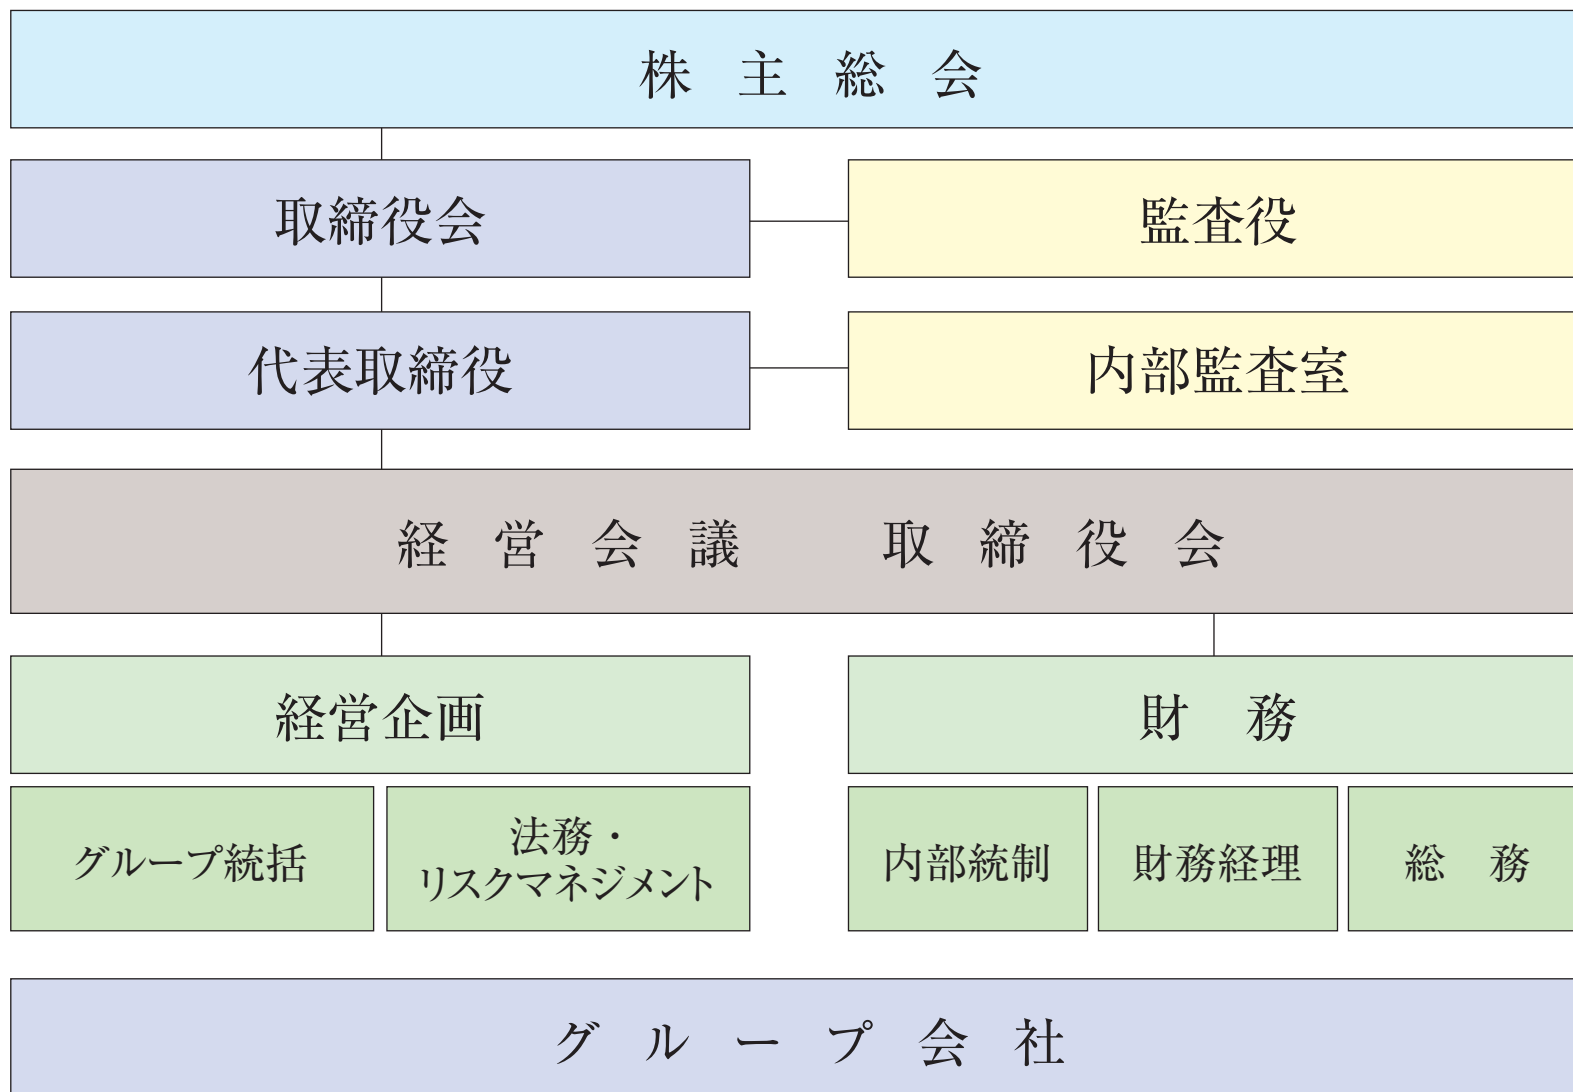 株主総会
取締役会
監査役
代表取締役
内部監査室
経営会議　取締役会
経営企画
財　務
グループ統括
法務・
リスクマネジメント
内部統制
財務経理
総　務
グループ会社